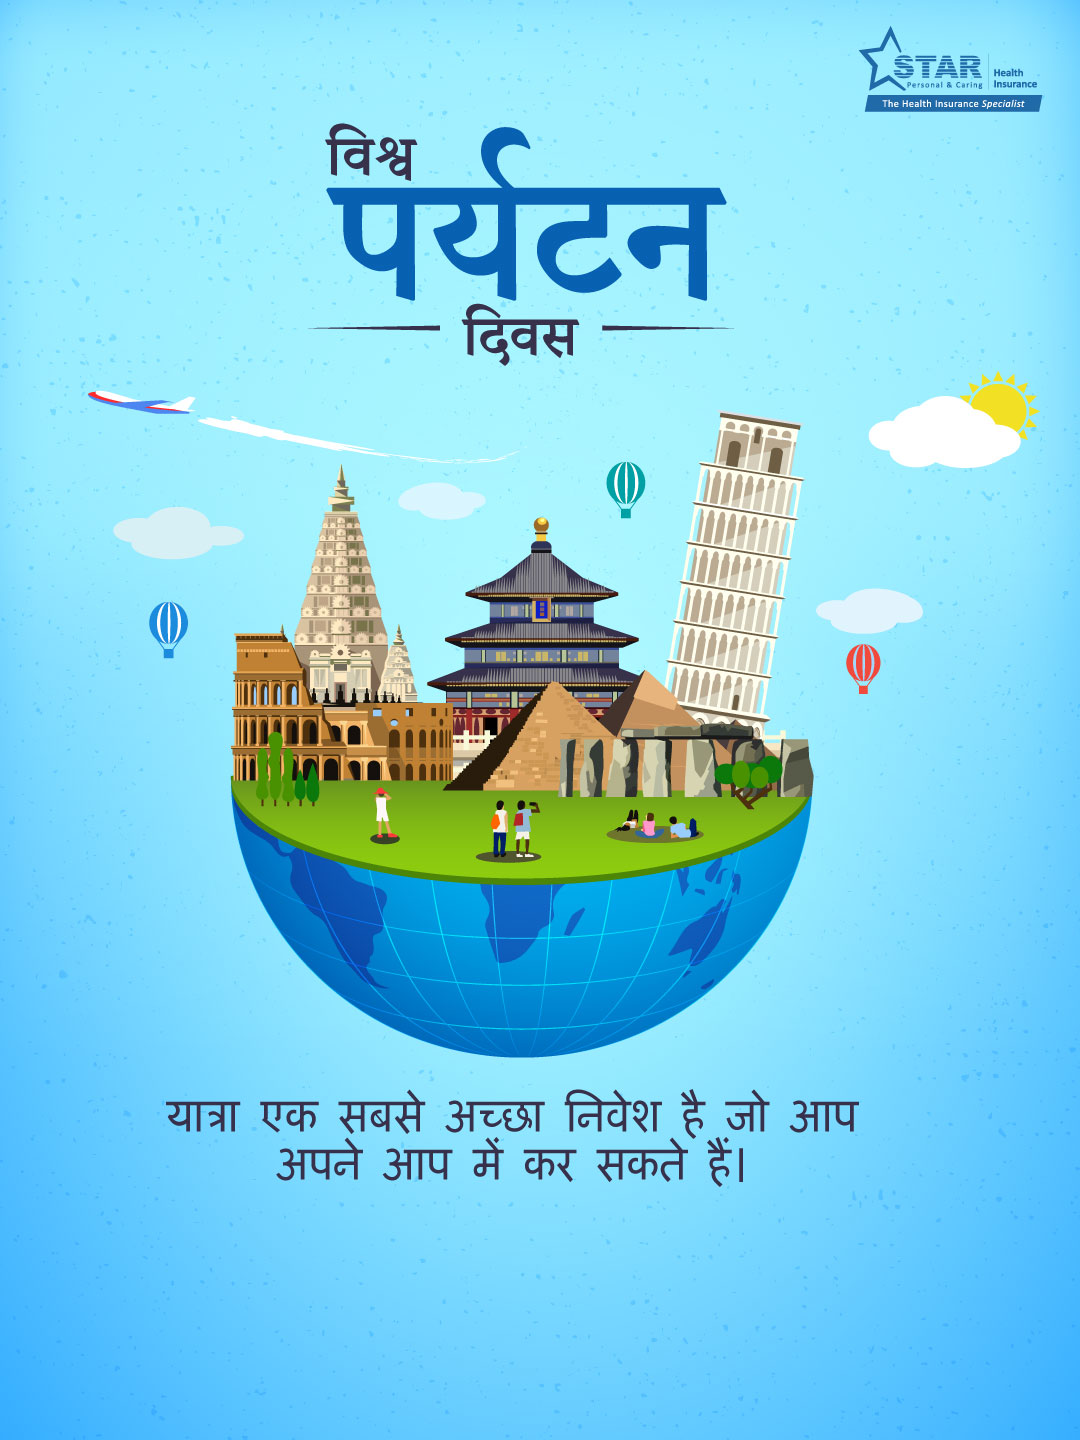 STAR Health
Personal & Caring Insurance
The Health Insurance Specialist
विश्व
पर्यटन
दिवस
यात्रा एक सबसे अच्छा निवेश है जो आप
अपने आप में कर सकते हैं।